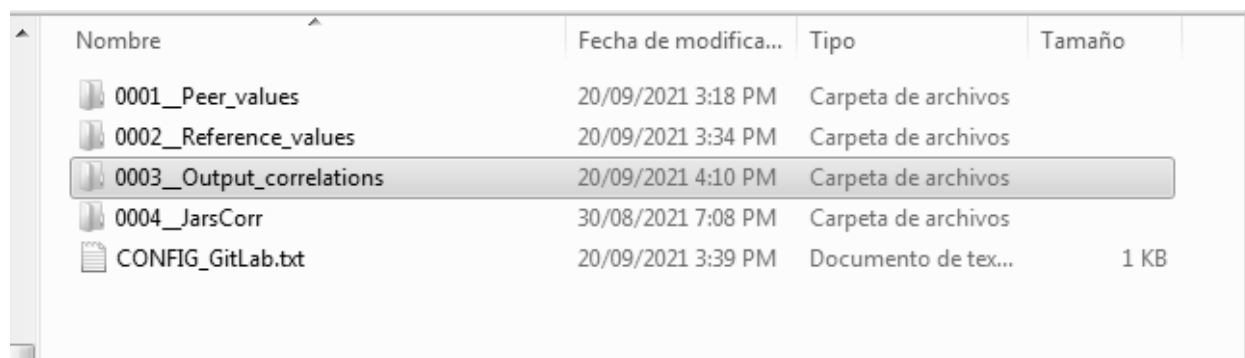 Nombre Fecha de modifica... Tipo Tamaño
0001__Peer_values 20/09/2021 3:18 PM Carpeta de archivos
0002__Reference_values 20/09/2021 3:34 PM Carpeta de archivos
0003__Output_correlations 20/09/2021 4:10 PM Carpeta de archivos
0004__JarsCorr 30/08/2021 7:08 PM Carpeta de archivos
CONFIG_GitLab.txt 20/09/2021 3:39 PM Documento de tex... 1 KB